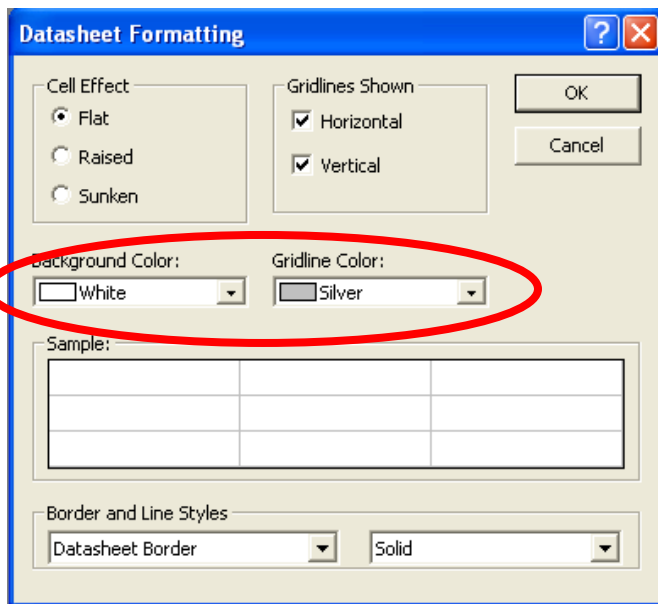 Datasheet Formatting
Cell Effect
Flat
Raised
Sunken
Gridlines Shown
Horizontal
Vertical
OK
Cancel
Background Color:
White
Gridline Color:
Silver
Sample:
Border and Line Styles
Datasheet Border
Solid